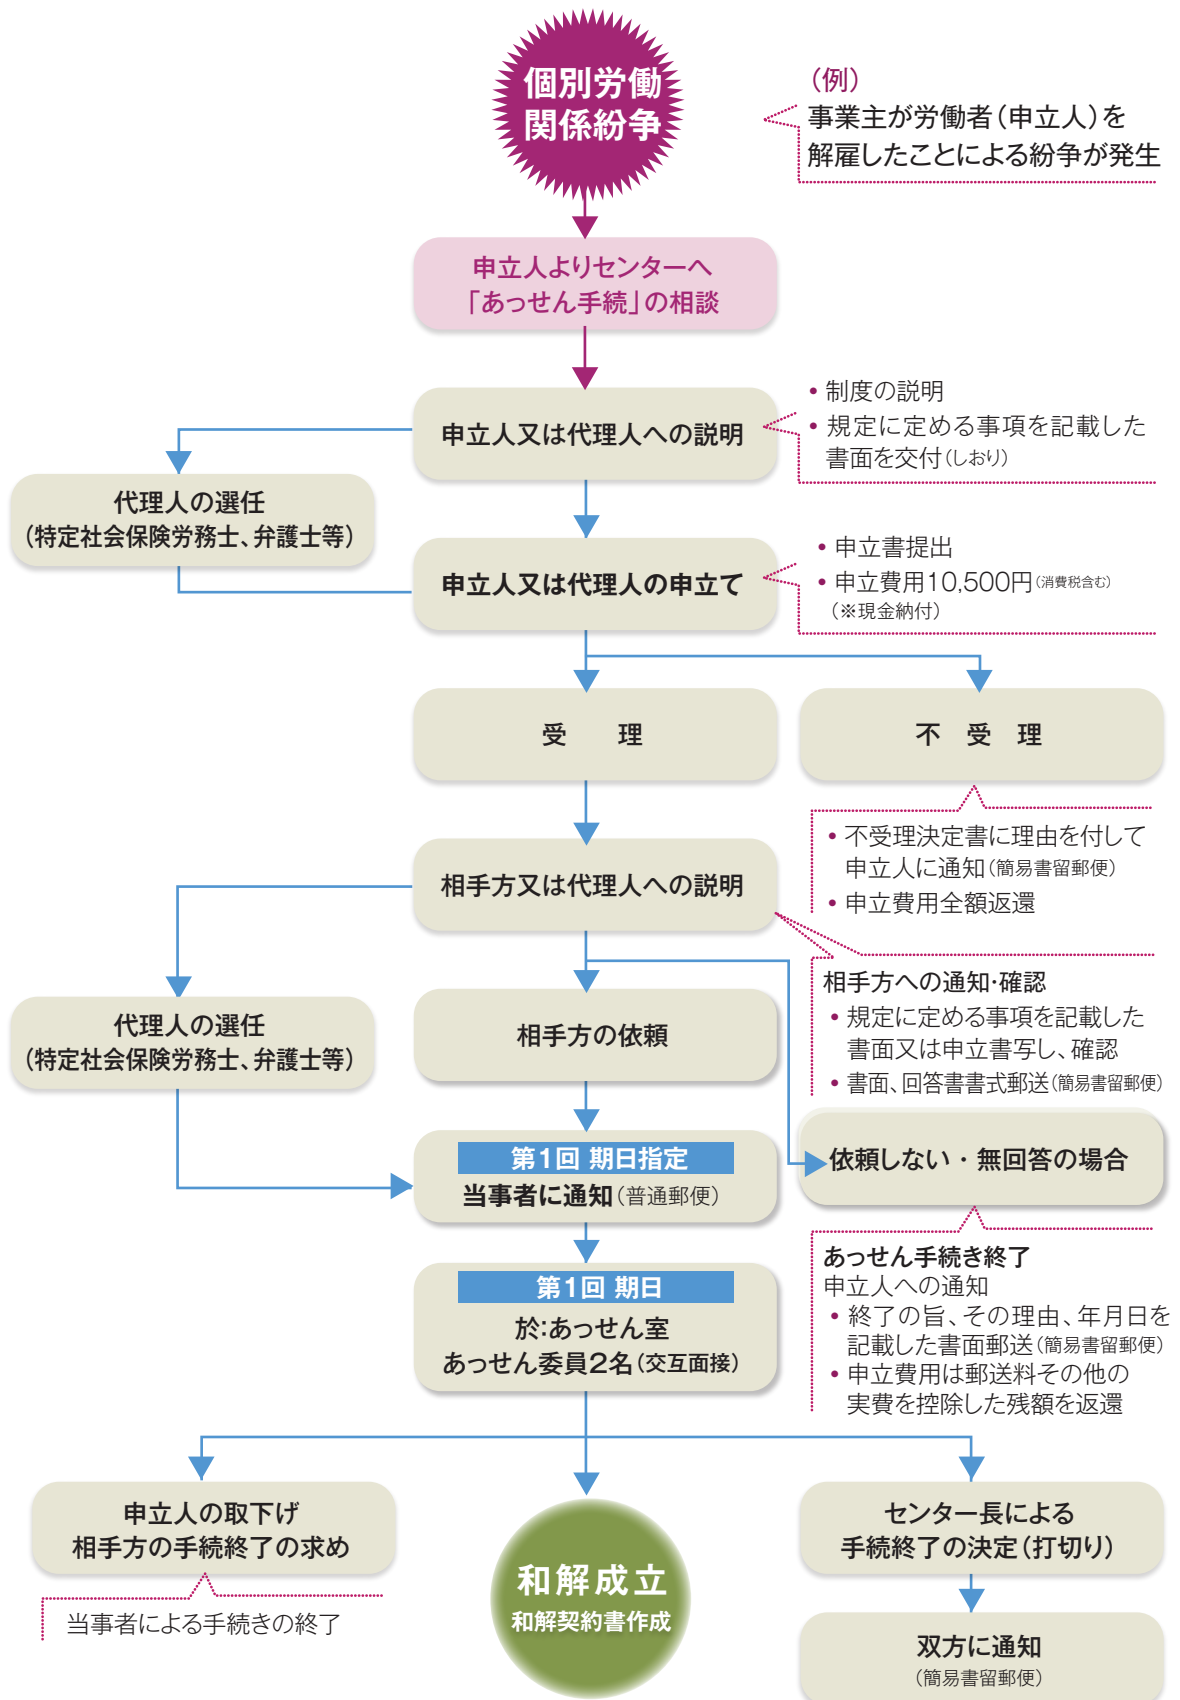 個別労働
関係紛争
（例）
事業主が労働者（申立人）を
解雇したことによる紛争が発生
申立人よりセンターへ
「あっせん手続」の相談
申立人又は代理人への説明
• 制度の説明
• 規定に定める事項を記載した
書面を交付（しおり）
代理人の選任
（特定社会保険労務士、弁護士等）
申立人又は代理人の申立て
• 申立書提出
• 申立費用10,500円（消費税含む）
（※現金納付）
受　理
不 受 理
• 不受理決定書に理由を付して
申立人に通知（簡易書留郵便）
• 申立費用全額返還
相手方又は代理人への説明
相手方への通知・確認
• 規定に定める事項を記載した
書面又は申立書写し、確認
• 書面、回答書書式郵送（簡易書留郵便）
代理人の選任
（特定社会保険労務士、弁護士等）
相手方の依頼
第1回 期日指定
当事者に通知（普通郵便）
依頼しない・無回答の場合
あっせん手続き終了
申立人への通知
• 終了の旨、その理由、年月日を
記載した書面郵送（簡易書留郵便）
• 申立費用は郵送料その他の
実費を控除した残額を返還
第1回 期日
於:あっせん室
あっせん委員2名（交互面接）
申立人の取下げ
相手方の手続終了の求め
当事者による手続きの終了
和解成立
和解契約書作成
センター長による
手続終了の決定（打切り）
双方に通知
（簡易書留郵便）